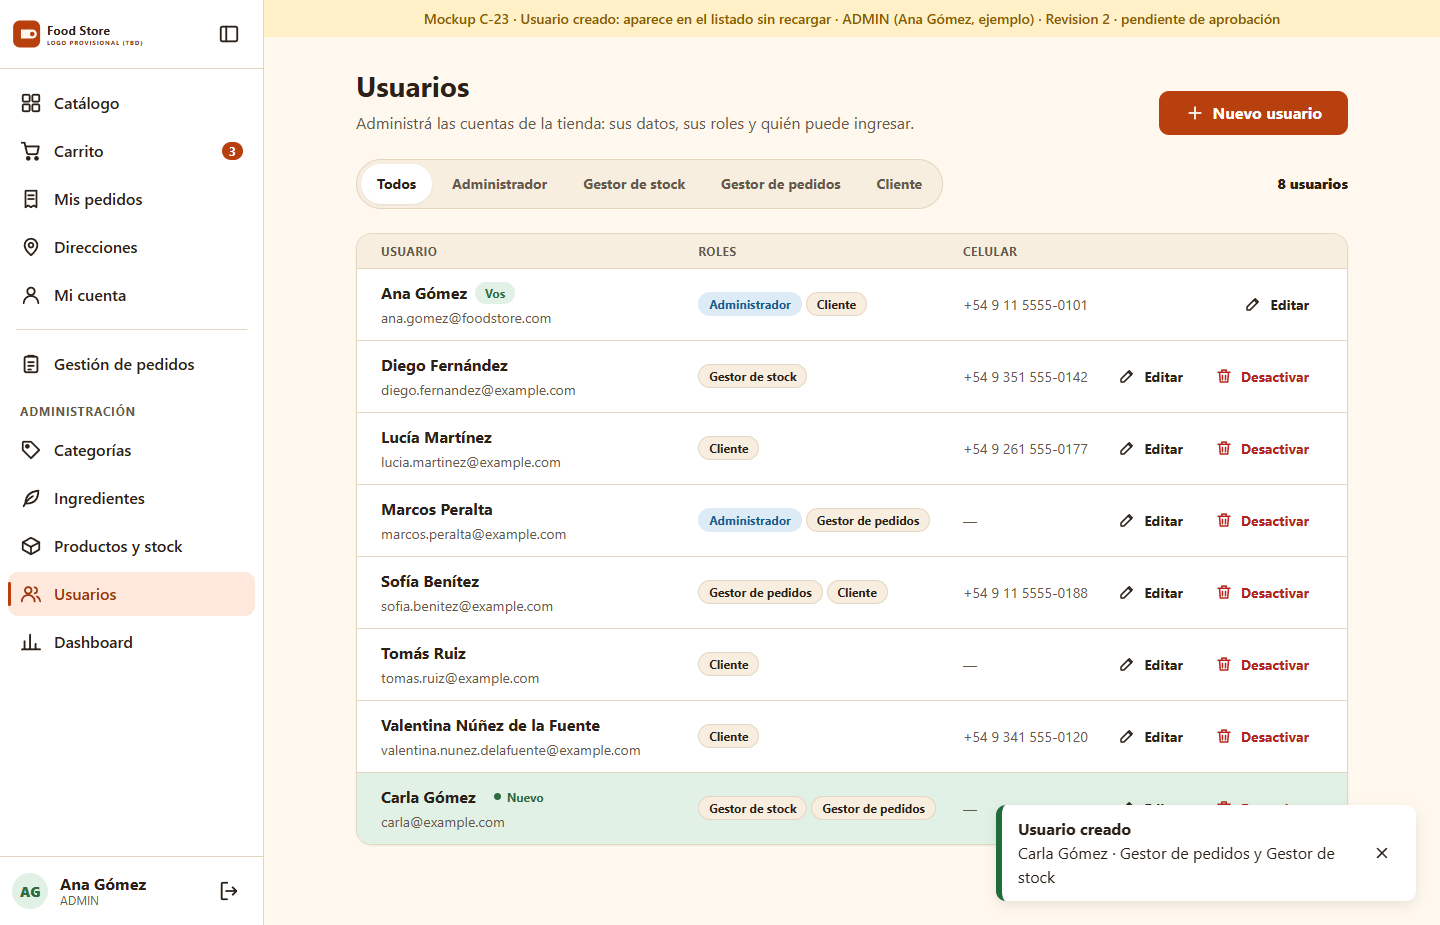 Mockup C-23 · Usuario creado: aparece en el listado sin recargar · ADMIN (Ana Gómez, ejemplo) · Revision 2 · pendiente de aprobación
Food Store
LOGO PROVISIONAL (TBD)
Catálogo
Carrito 3
Mis pedidos
Direcciones
Mi cuenta
Gestión de pedidos
ADMINISTRACIÓN
Categorías
Ingredientes
Productos y stock
Usuarios
Dashboard
AG Ana Gómez
ADMIN
Usuarios
Administrá las cuentas de la tienda: sus datos, sus roles y quién puede ingresar.
Nuevo usuario
Todos Administrador Gestor de stock Gestor de pedidos Cliente
8 usuarios
USUARIO ROLES CELULAR
Ana Gómez Vos
ana.gomez@foodstore.com
Administrador Cliente +54 9 11 5555-0101 Editar
Diego Fernández
diego.fernandez@example.com
Gestor de stock +54 9 351 555-0142 Editar Desactivar
Lucía Martínez
lucia.martinez@example.com
Cliente +54 9 261 555-0177 Editar Desactivar
Marcos Peralta
marcos.peralta@example.com
Administrador Gestor de pedidos — Editar Desactivar
Sofía Benítez
sofia.benitez@example.com
Gestor de pedidos Cliente +54 9 11 5555-0188 Editar Desactivar
Tomás Ruiz
tomas.ruiz@example.com
Cliente — Editar Desactivar
Valentina Núñez de la Fuente
valentina.nunez.delafuente@example.com
Cliente +54 9 341 555-0120 Editar Desactivar
Carla Gómez Nuevo
carla@example.com
Gestor de stock Gestor de pedidos —
Usuario creado
Carla Gómez · Gestor de pedidos y Gestor de
stock